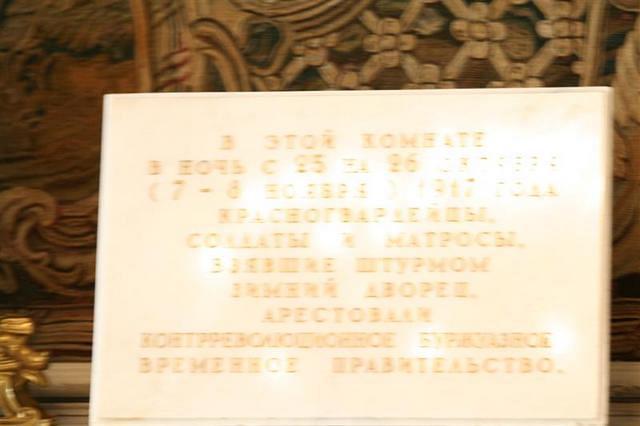 В ЭТОЙ КОМНАТЕ
В НОЧЬ С 25 НА 26 ОКТЯБРЯ
( 7 - 8 НОЯБРЯ ) 1917 ГОДА
КРАСНОГВАРДЕЙЦЫ,
СОЛДАТЫ И МАТРОСЫ,
ВЗЯВШИЕ ШТУРМОМ
ЗИМНИЙ ДВОРЕЦ,
АРЕСТОВАЛИ
КОНТРРЕВОЛЮЦИОННОЕ БУРЖУАЗНОЕ
ВРЕМЕННОЕ ПРАВИТЕЛЬСТВО.